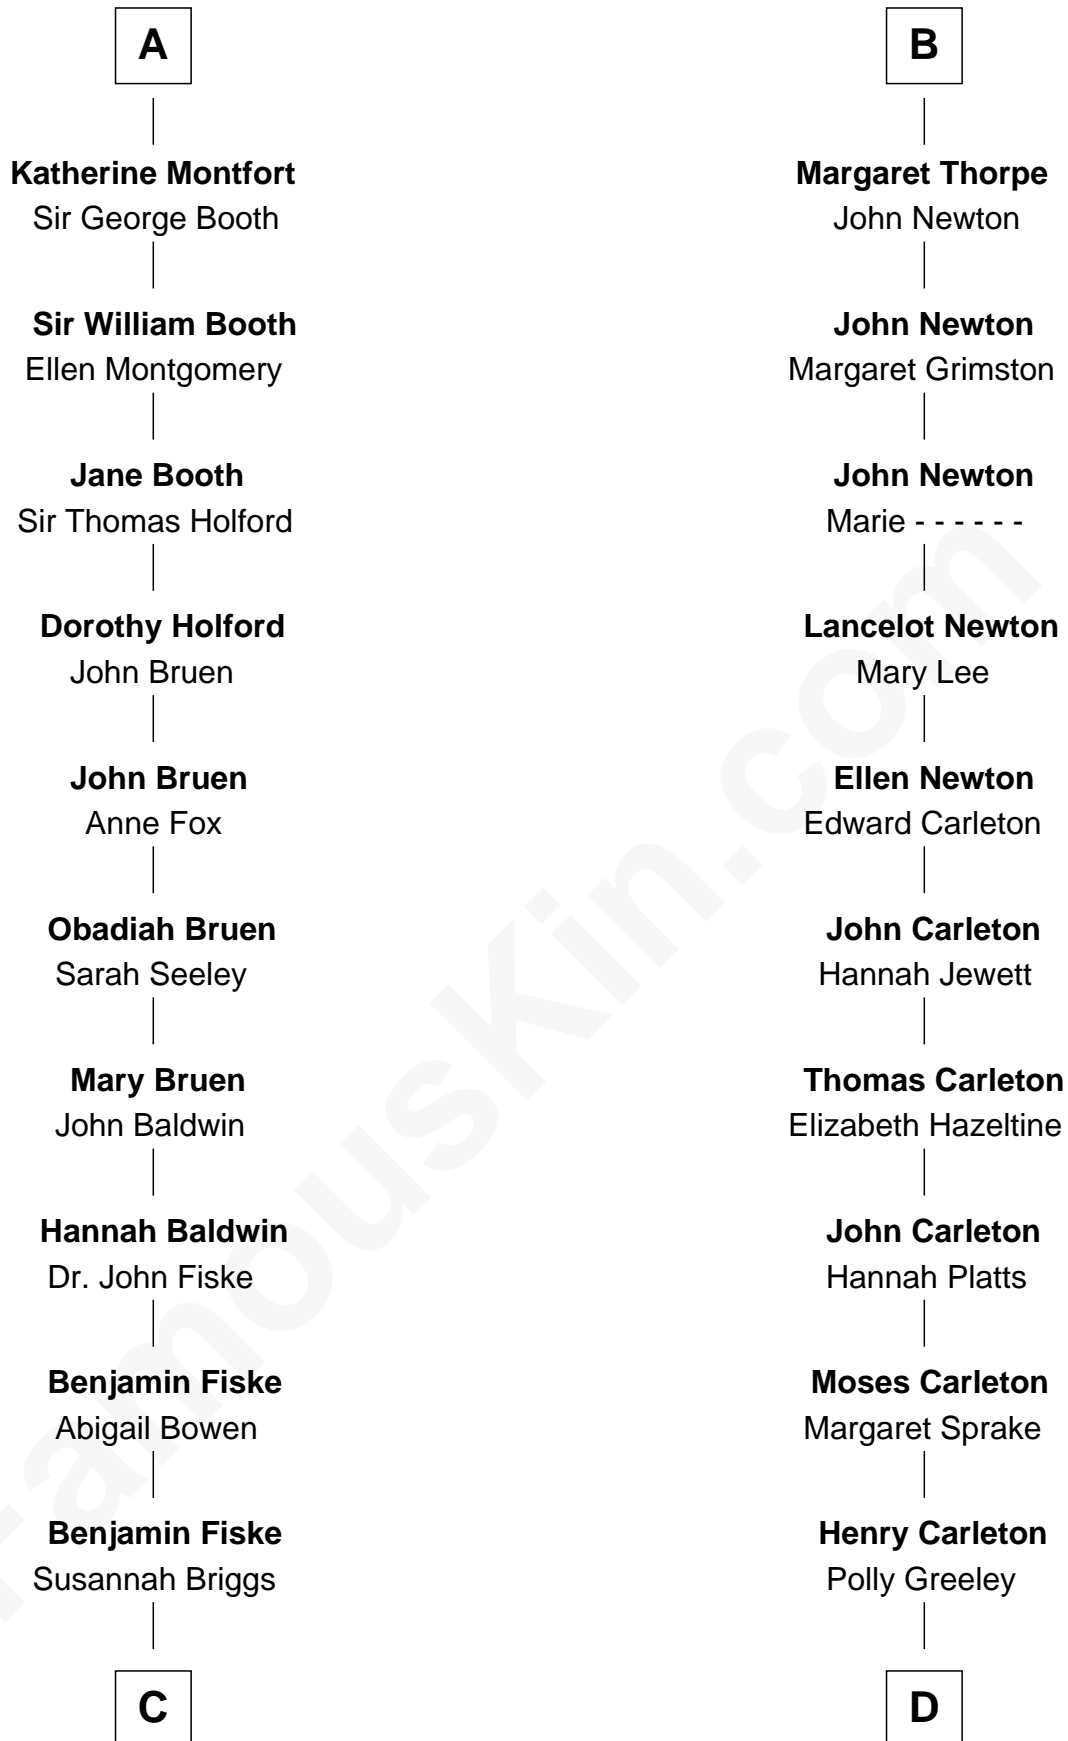 A
Katherine Montfort
Sir George Booth
Sir William Booth
Ellen Montgomery
Jane Booth
Sir Thomas Holford
Dorothy Holford
John Bruen
John Bruen
Anne Fox
Obadiah Bruen
Sarah Seeley
Mary Bruen
John Baldwin
Hannah Baldwin
Dr. John Fiske
Benjamin Fiske
Abigail Bowen
Benjamin Fiske
Susannah Briggs
C
B
Margaret Thorpe
John Newton
John Newton
Margaret Grimston
John Newton
Marie - - - - - -
Lancelot Newton
Mary Lee
Ellen Newton
Edward Carleton
John Carleton
Hannah Jewett
Thomas Carleton
Elizabeth Hazeltine
John Carleton
Hannah Platts
Moses Carleton
Margaret Sprake
Henry Carleton
Polly Greeley
D
FamousKin.com